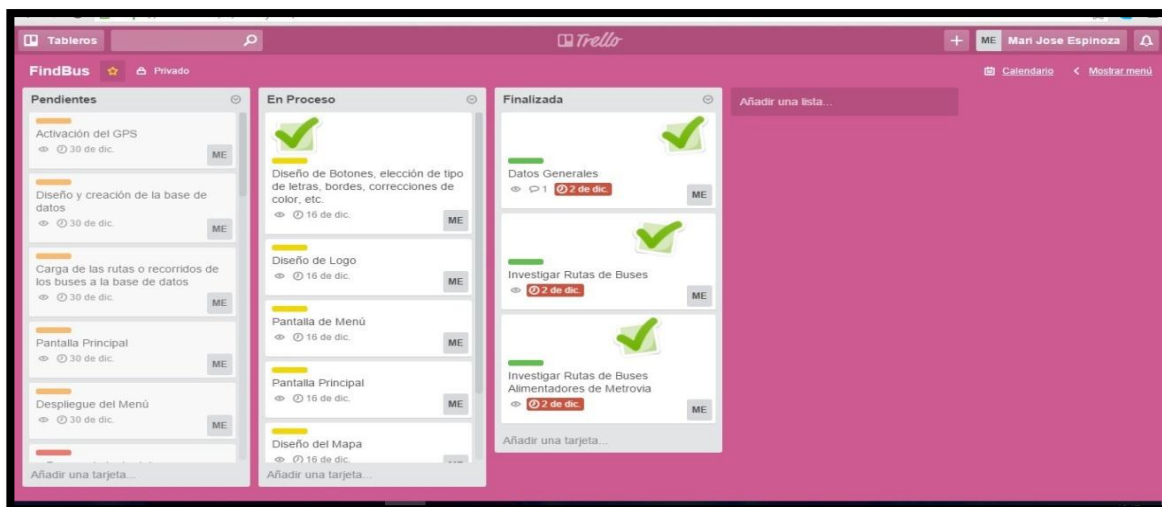 Tableros
Trello
ME Mari Jose Espinoza
FindBus
Privado
Calendario
Mostrar menú
Pendientes
Activación del GPS
30 de dic.
ME
Diseño y creación de la base de
datos
30 de dic.
ME
Carga de las rutas o recorridos de
los buses a la base de datos
30 de dic.
ME
Pantalla Principal
30 de dic.
ME
Despliegue del Menú
30 de dic.
ME
Añadir una tarjeta...
En Proceso
Diseño de Botones, elección de tipo
de letras, bordes, correcciones de
color, etc.
16 de dic.
ME
Diseño de Logo
16 de dic.
ME
Pantalla de Menú
16 de dic.
ME
Pantalla Principal
16 de dic.
ME
Diseño del Mapa
16 de dic.
Añadir una tarjeta...
Finalizada
Datos Generales
1 2 de dic.
ME
Investigar Rutas de Buses
2 de dic.
ME
Investigar Rutas de Buses
Alimentadores de Metrovia
2 de dic.
ME
Añadir una tarjeta...
Añadir una lista...